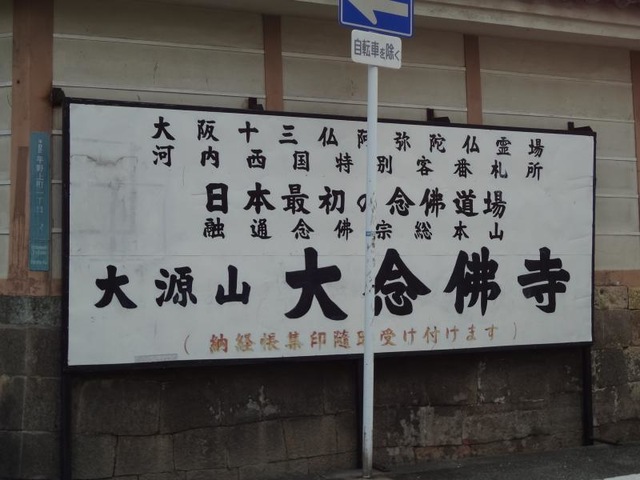 自転車を除く
大阪十三仏阿弥陀仏霊場
河内西国特別客番札所
日本最初の念佛道場
融通念佛宗総本山
大源山 大念佛寺
(納経帳集印随時受け付けます)